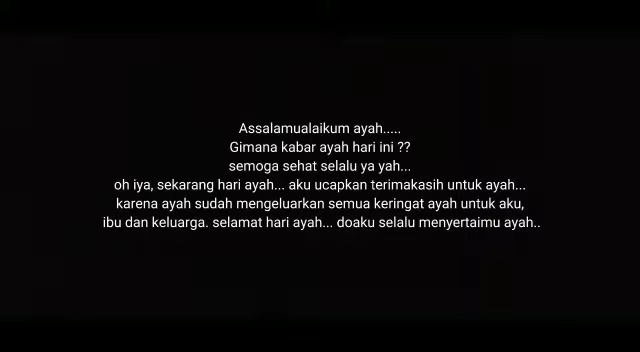 Assalamualaikum ayah.....
Gimana kabar ayah hari ini ??
semoga sehat selalu ya yah...
oh iya, sekarang hari ayah... aku ucapkan terimakasih untuk ayah...
karena ayah sudah mengeluarkan semua keringat ayah untuk aku,
ibu dan keluarga. selamat hari ayah... doaku selalu menyertaimu ayah..